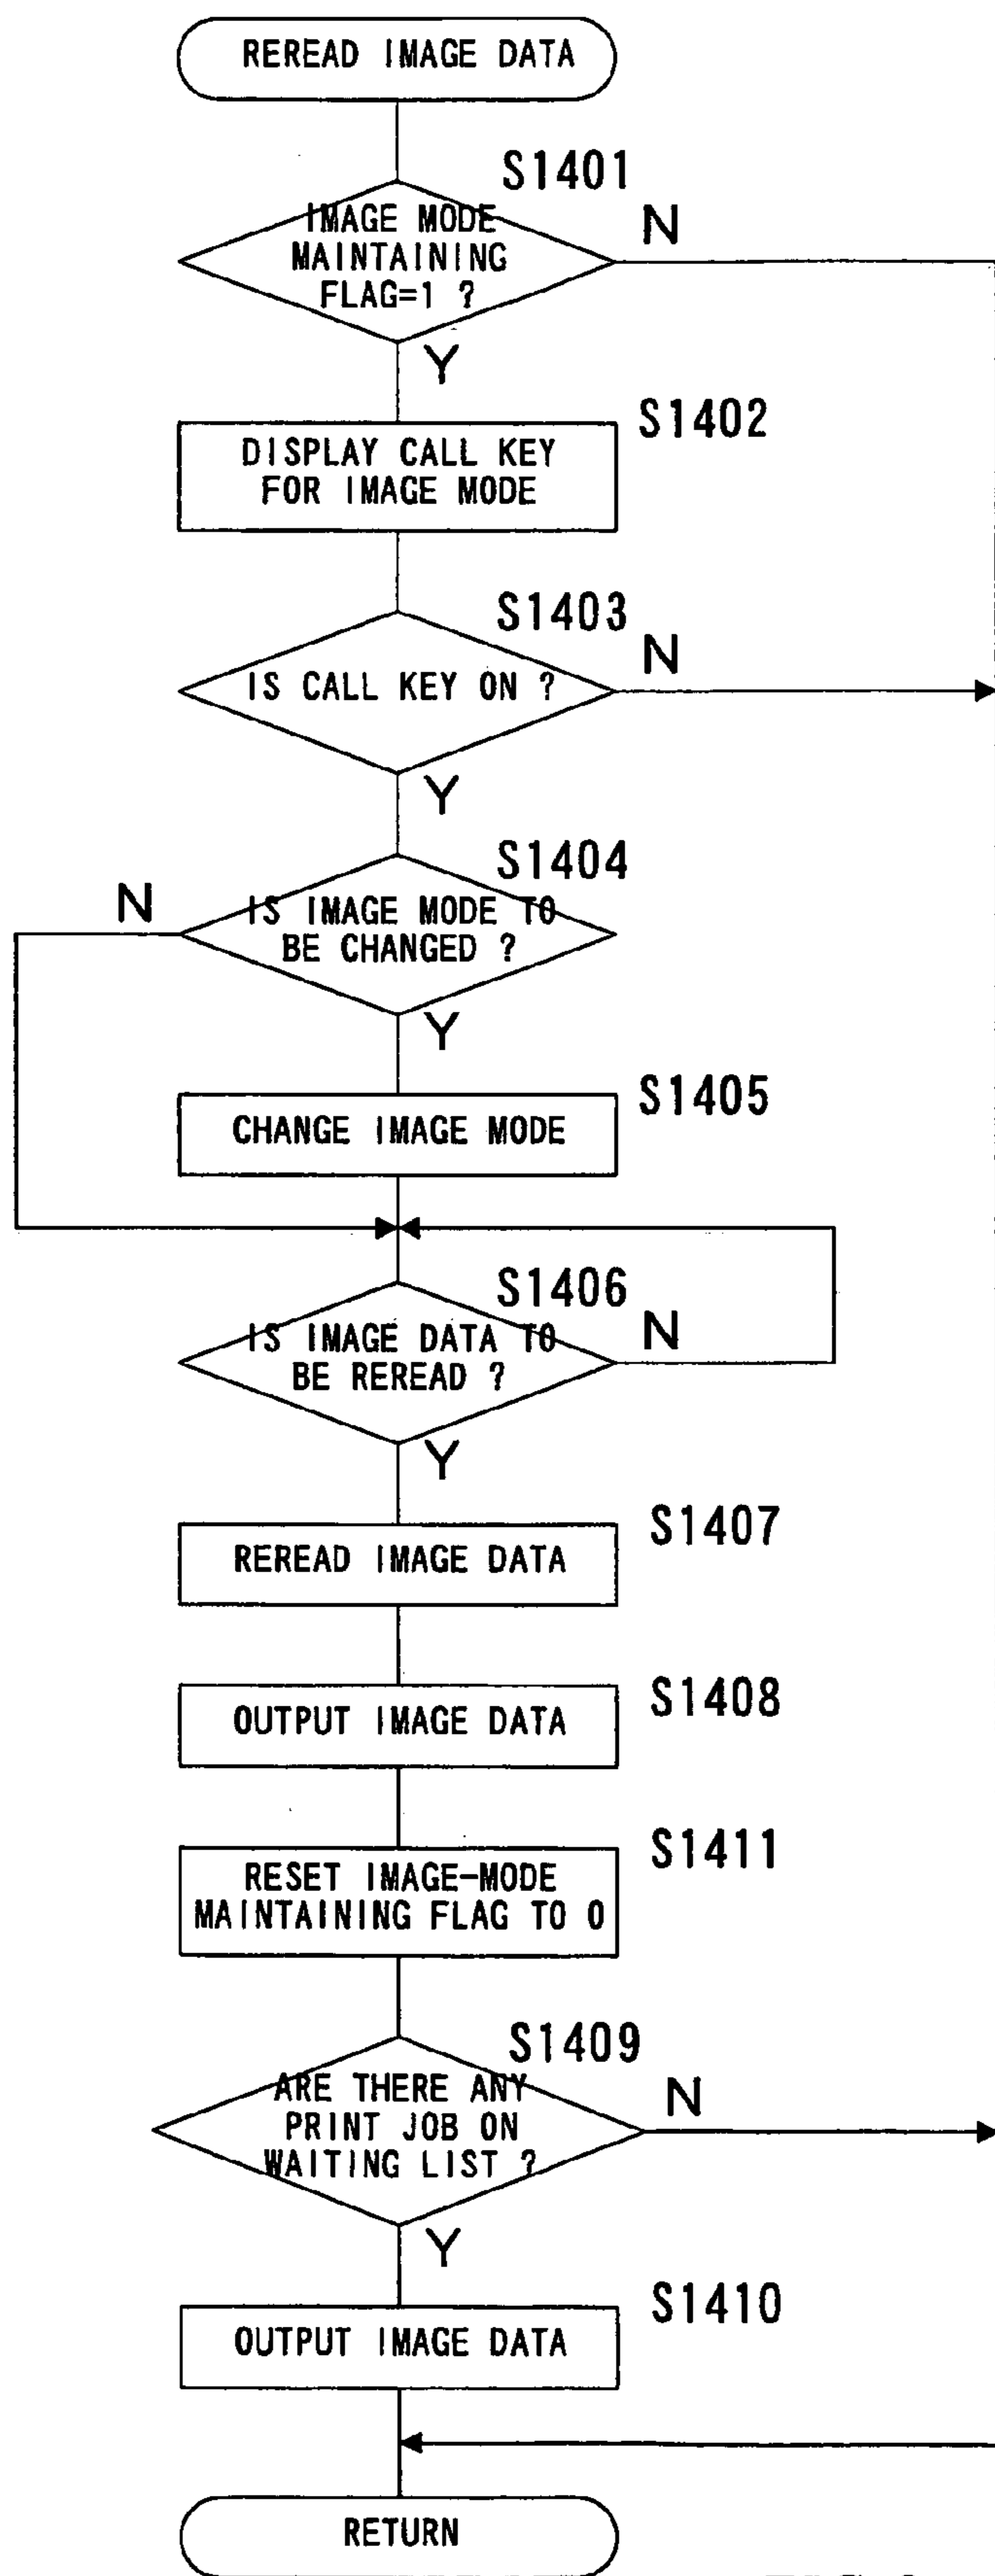 REREAD IMAGE DATA
S1401
IMAGE MODE
MAINTAINING
FLAG=1 ?
N
Y
S1402
DISPLAY CALL KEY
FOR IMAGE MODE
S1403
IS CALL KEY ON ?
N
Y
S1404
N
IS IMAGE MODE TO
BE CHANGED ?
Y
S1405
CHANGE IMAGE MODE
S1406
IS IMAGE DATA TO
BE REREAD ?
N
Y
S1407
REREAD IMAGE DATA
S1408
OUTPUT IMAGE DATA
S1411
RESET IMAGE-MODE
MAINTAINING FLAG TO 0
S1409
ARE THERE ANY
PRINT JOB ON
WAITING LIST ?
N
Y
S1410
OUTPUT IMAGE DATA
RETURN